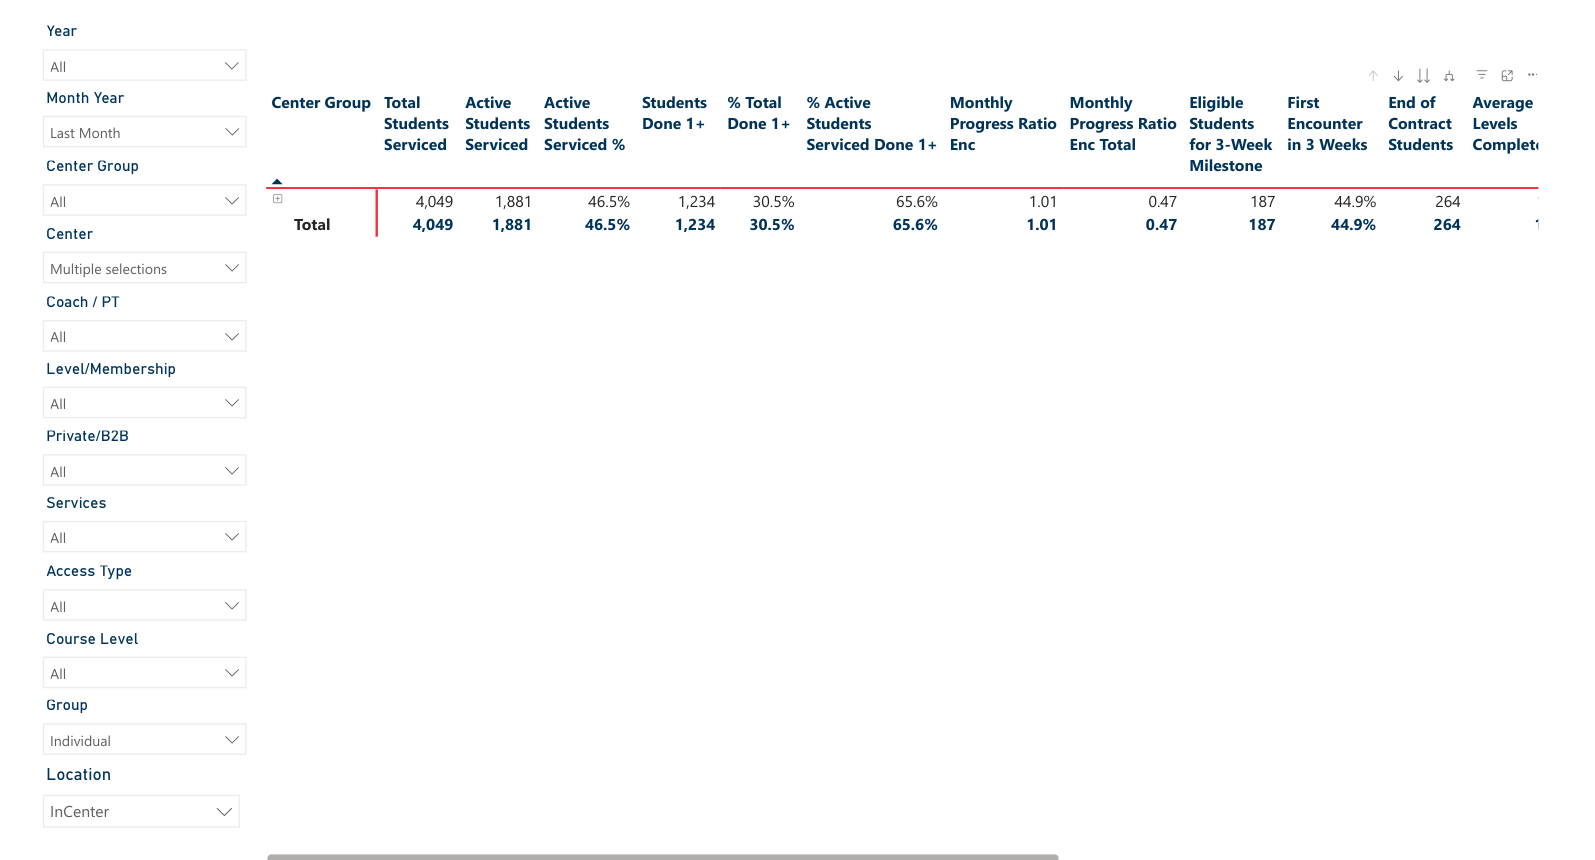 Year
All
Month Year
Last Month
Center Group
All
Center
Multiple selections
Coach / PT
All
Level/Membership
All
Private/B2B
All
Services
All
Access Type
All
Course Level
All
Group
Individual
Location
InCenter
Center Group Total Active Active Students % Total % Active Monthly Monthly Eligible First End of Average
Students Students Students Done 1+ Done 1+ Students Progress Ratio Progress Ratio Students Encounter Contract Levels
Serviced Serviced Serviced % Serviced Done 1+ Enc Enc Total for 3-Week in 3 Weeks Students
Milestone
4,049 1,881 46.5% 1,234 30.5% 65.6% 1.01 0.47 187 44.9% 264
Total 4,049 1,881 46.5% 1,234 30.5% 65.6% 1.01 0.47 187 44.9% 264